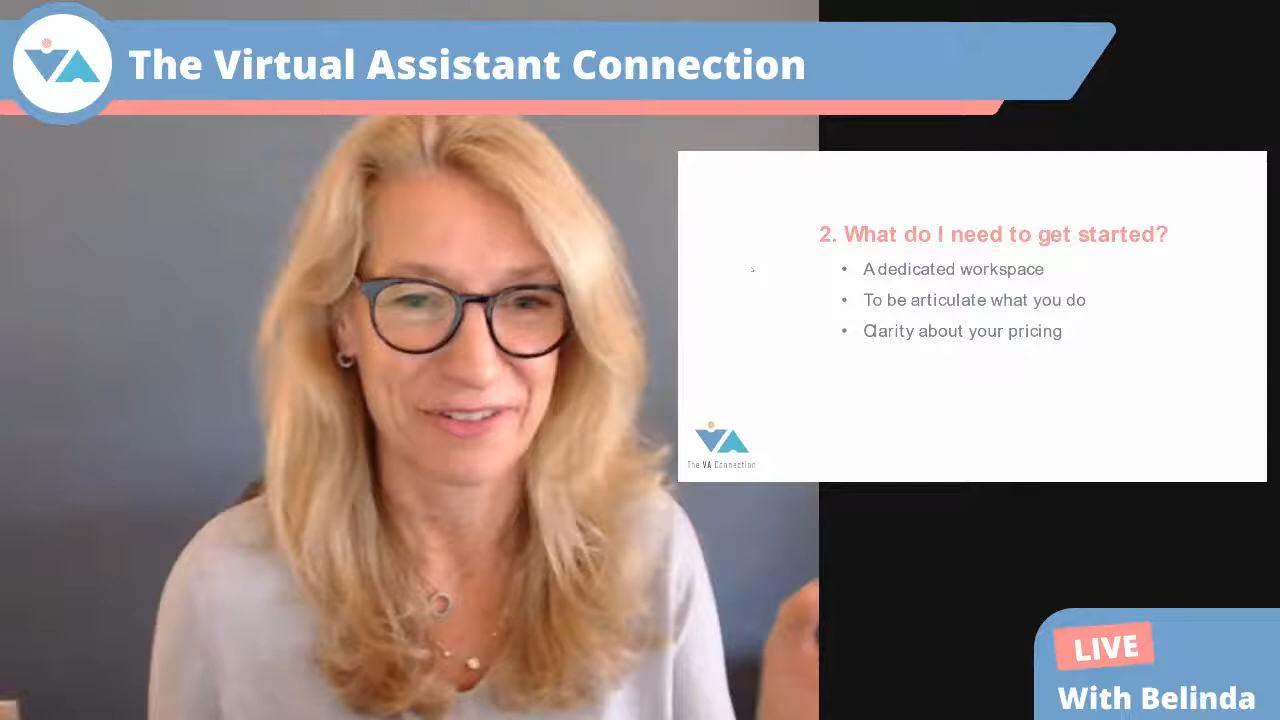 The Virtual Assistant Connection
2. What do I need to get started?
• A dedicated workspace
• To be articulate what you do
• Clarity about your pricing
VA
The VA Connection
LIVE
With Belinda